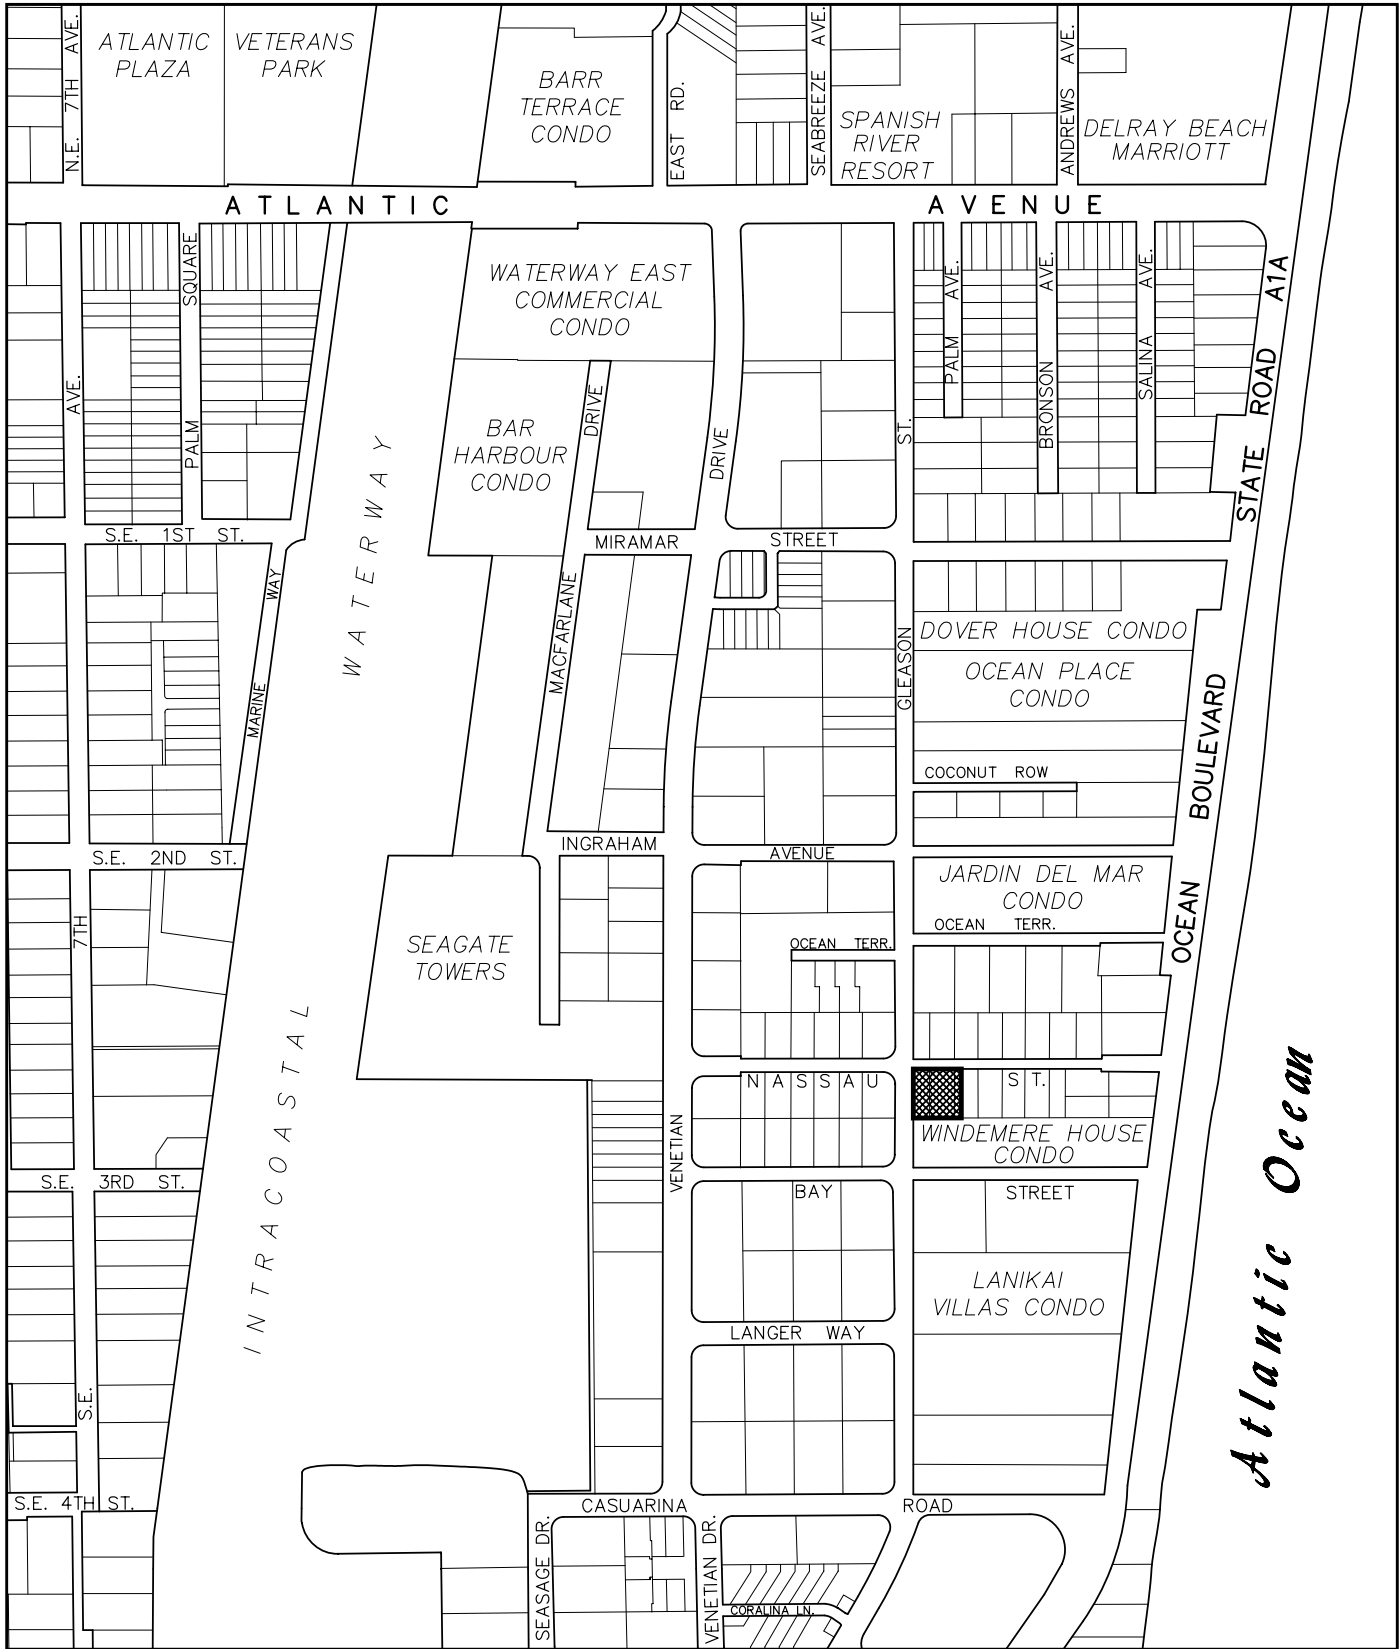 N.E. 7TH AVE.
ATLANTIC
PLAZA
VETERANS
PARK
BARR
TERRACE
CONDO
EAST RD.
SEABREEZE AVE.
SPANISH
RIVER
RESORT
ANDREWS AVE.
DELRAY BEACH
MARRIOTT
ATLANTIC AVENUE
PALM SQUARE
WATERWAY EAST
COMMERCIAL
CONDO
PALM AVE.
BRONSON AVE.
SALINA AVE.
STATE ROAD A1A
BAR
HARBOUR
CONDO
MACFARLANE DRIVE
VENETIAN DRIVE
GLEASON ST.
S.E. 7TH AVE.
S.E. 1ST ST.
MIRAMAR STREET
MARINE WAY
INTRACOASTAL WATERWAY
DOVER HOUSE CONDO
OCEAN PLACE
CONDO
OCEAN BOULEVARD
COCONUT ROW
S.E. 2ND ST.
INGRAHAM AVENUE
JARDIN DEL MAR
CONDO
OCEAN TERR.
OCEAN TERR.
SEAGATE
TOWERS
NASSAU ST.
WINDEMERE HOUSE
CONDO
S.E. 3RD ST.
BAY STREET
LANIKAI
VILLAS CONDO
LANGER WAY
Atlantic Ocean
S.E. 4TH ST.
CASUARINA ROAD
SEASAGE DR.
VENETIAN DR.
CORALINA LN.